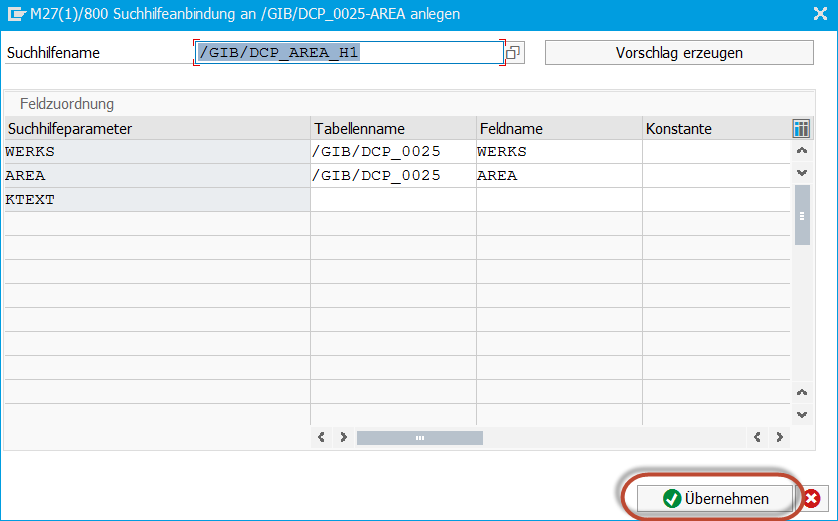 M27(1)/800 Suchhilfeanbindung an /GIB/DCP_0025-AREA anlegen
Suchhilfename /GIB/DCP_AREA_H1 Vorschlag erzeugen
Feldzuordnung
Suchhilfeparameter Tabellenname Feldname Konstante
WERKS /GIB/DCP_0025 WERKS
AREA /GIB/DCP_0025 AREA
KTEXT
Übernehmen